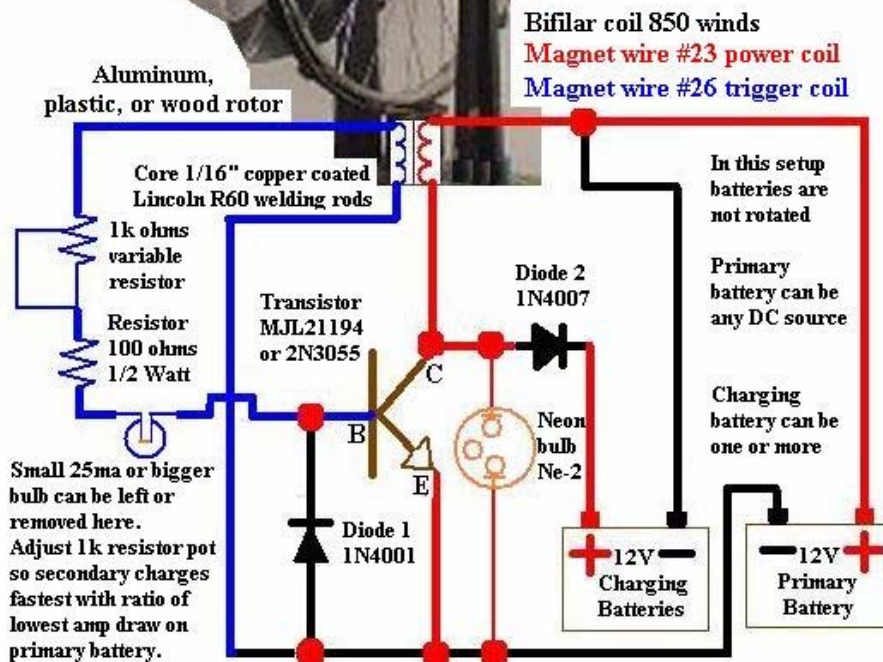 Bifilar coil 850 winds
Magnet wire #23 power coil
Magnet wire #26 trigger coil
Aluminum,
plastic, or wood rotor
Core 1/16" copper coated
Lincoln R60 welding rods
In this setup
batteries are
not rotated
1k ohms
variable
resistor
Primary
battery can be
any DC source
Diode 2
1N4007
Transistor
MJL21194
or 2N3055
Resistor
100 ohms
1/2 Watt
C
Charging
battery can be
one or more
B
Neon
bulb
Ne-2
E
Small 25ma or bigger
bulb can be left or
removed here.
Adjust 1k resistor pot
so secondary charges
fastest with ratio of
lowest amp draw on
primary battery.
Diode 1
1N4001
+ 12V −
Charging
Batteries
− 12V +
Primary
Battery